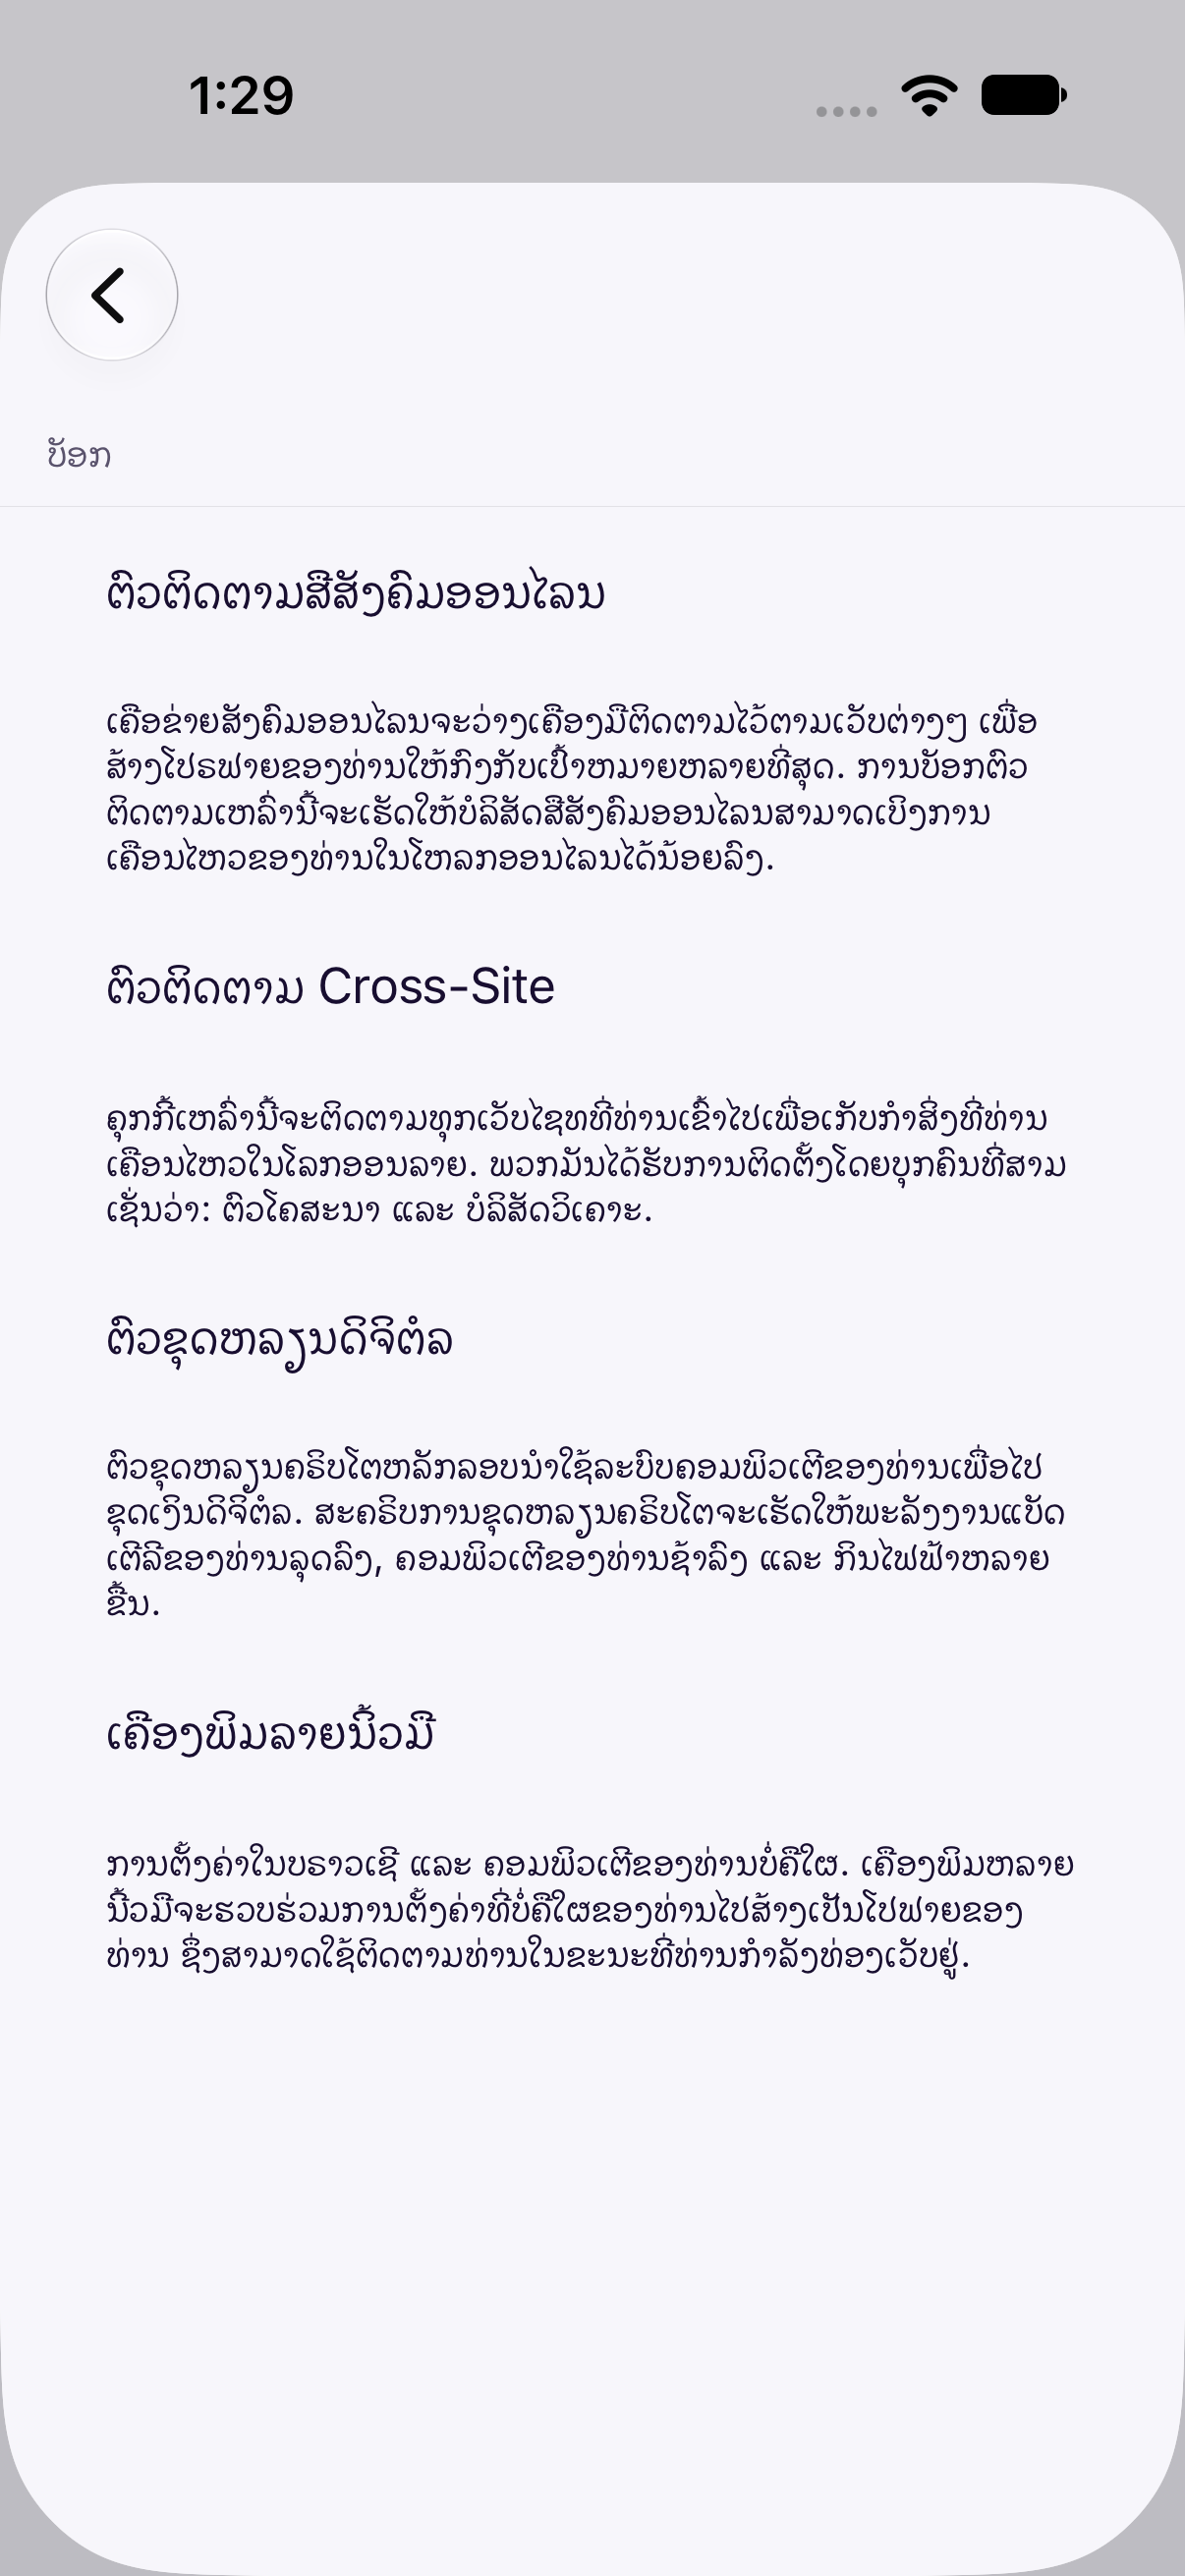 1:29
ບັອກ
ຕົວຕິດຕາມສືສັງຄົມອອນໄລນ
ເຄືອຂ່າຍສັງຄົມອອນໄລນຈະວ່າງເຄືອງມືຕິດຕາມໄວ້ຕາມເວັບຕ່າງໆ ເພື່ອ
ສ້າງໂປຣຟາຍຂອງທ່ານໃຫ້ກົງກັບເປົ້າຫມາຍຫລາຍທີ່ສຸດ. ການບັອກຕົວ
ຕິດຕາມເຫລົ່ານີ້ຈະເຮັດໃຫ້ບໍລິສັດສືສັງຄົມອອນໄລນສາມາດເບິງການ
ເຄືອນໄຫວຂອງທ່ານໃນໂຫລກອອນໄລນໄດ້ນ້ອຍລົງ.
ຕົວຕິດຕາມ Cross-Site
ຄຸກກີ້ເຫລົ່ານີ້ຈະຕິດຕາມທຸກເວັບໄຊທທີ່ທ່ານເຂົ້າໄປເພື່ອເກັບກຳສິ່ງທີ່ທ່ານ
ເຄືອນໄຫວໃນໂລກອອນລາຍ. ພວກມັນໄດ້ຮັບການຕິດຕັ້ງໂດຍບຸກຄົນທີ່ສາມ
ເຊັ່ນວ່າ: ຕົວໂຄສະນາ ແລະ ບໍລິສັດວິເຄາະ.
ຕົວຂຸດຫລຽນດິຈິຕໍລ
ຕົວຂຸດຫລຽນຄຣິບໂຕຫລັກລອບນຳໃຊ້ລະບົບຄອມພິວເຕີຂອງທ່ານເພື່ອໄປ
ຂຸດເງິນດິຈິຕໍລ. ສະຄຣິບການຂຸດຫລຽນຄຣິບໂຕຈະເຮັດໃຫ້ພະລັງງານແບັດ
ເຕີລີຂອງທ່ານລຸດລົງ, ຄອມພິວເຕີຂອງທ່ານຊ້າລົງ ແລະ ກິນໄຟຟ້າຫລາຍ
ຂື້ນ.
ເຄືອງພິມລາຍນິ້ວມື
ການຕັ້ງຄ່າໃນບຣາວເຊີ ແລະ ຄອມພິວເຕີຂອງທ່ານບໍ່ຄືໃຜ. ເຄືອງພິມຫລາຍ
ນີ້ວມືຈະຮວບຮ່ວມການຕັ້ງຄ່າທີ່ບໍ່ຄືໃຜຂອງທ່ານໄປສ້າງເປັນໂປຟາຍຂອງ
ທ່ານ ຊຶ່ງສາມາດໃຊ້ຕິດຕາມທ່ານໃນຂະນະທີ່ທ່ານກຳລັງທ່ອງເວັບຢູ່.